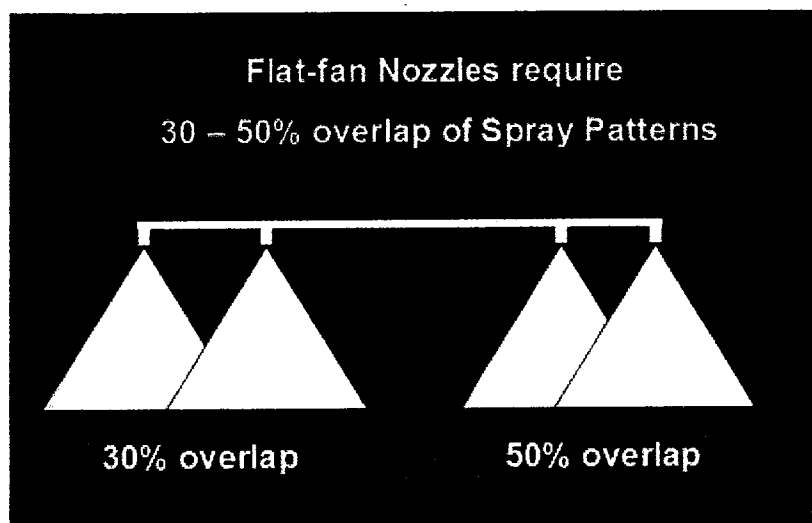 Flat-fan Nozzles require
30 – 50% overlap of Spray Patterns
30% overlap
50% overlap